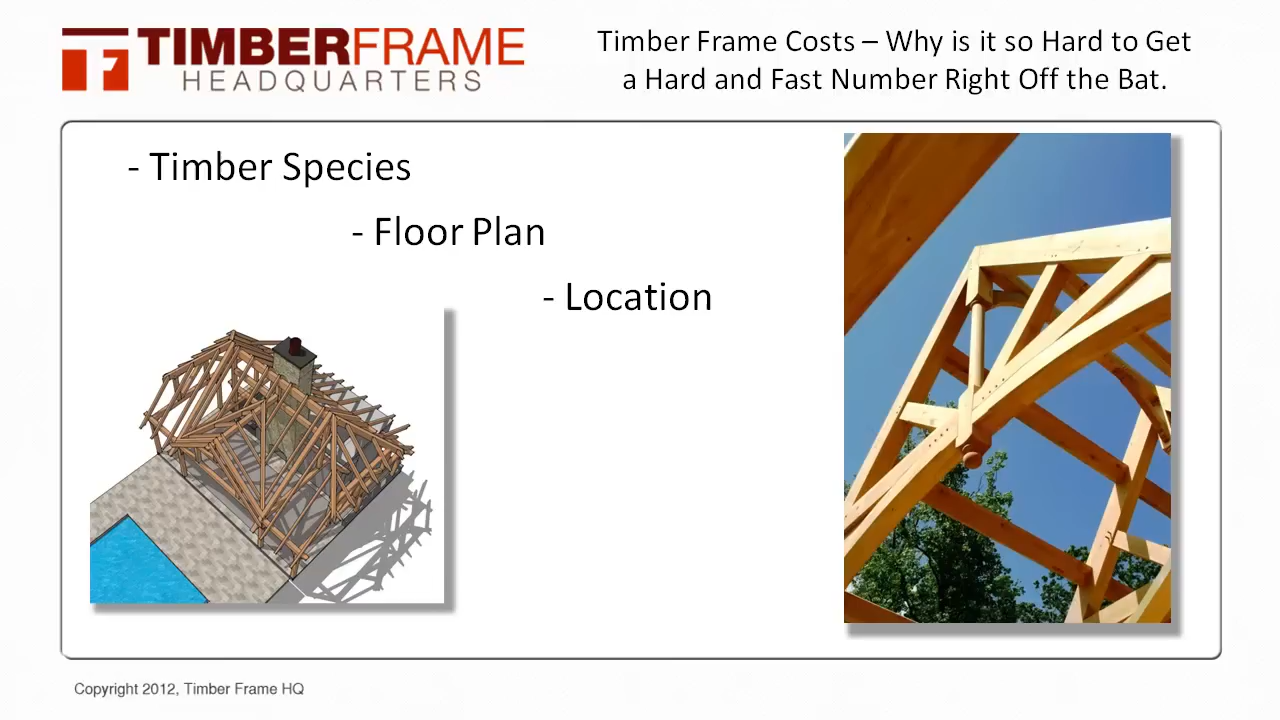 TIMBERFRAME
HEADQUARTERS
Timber Frame Costs – Why is it so Hard to Get
a Hard and Fast Number Right Off the Bat.
- Timber Species
- Floor Plan
- Location
Copyright 2012, Timber Frame HQ